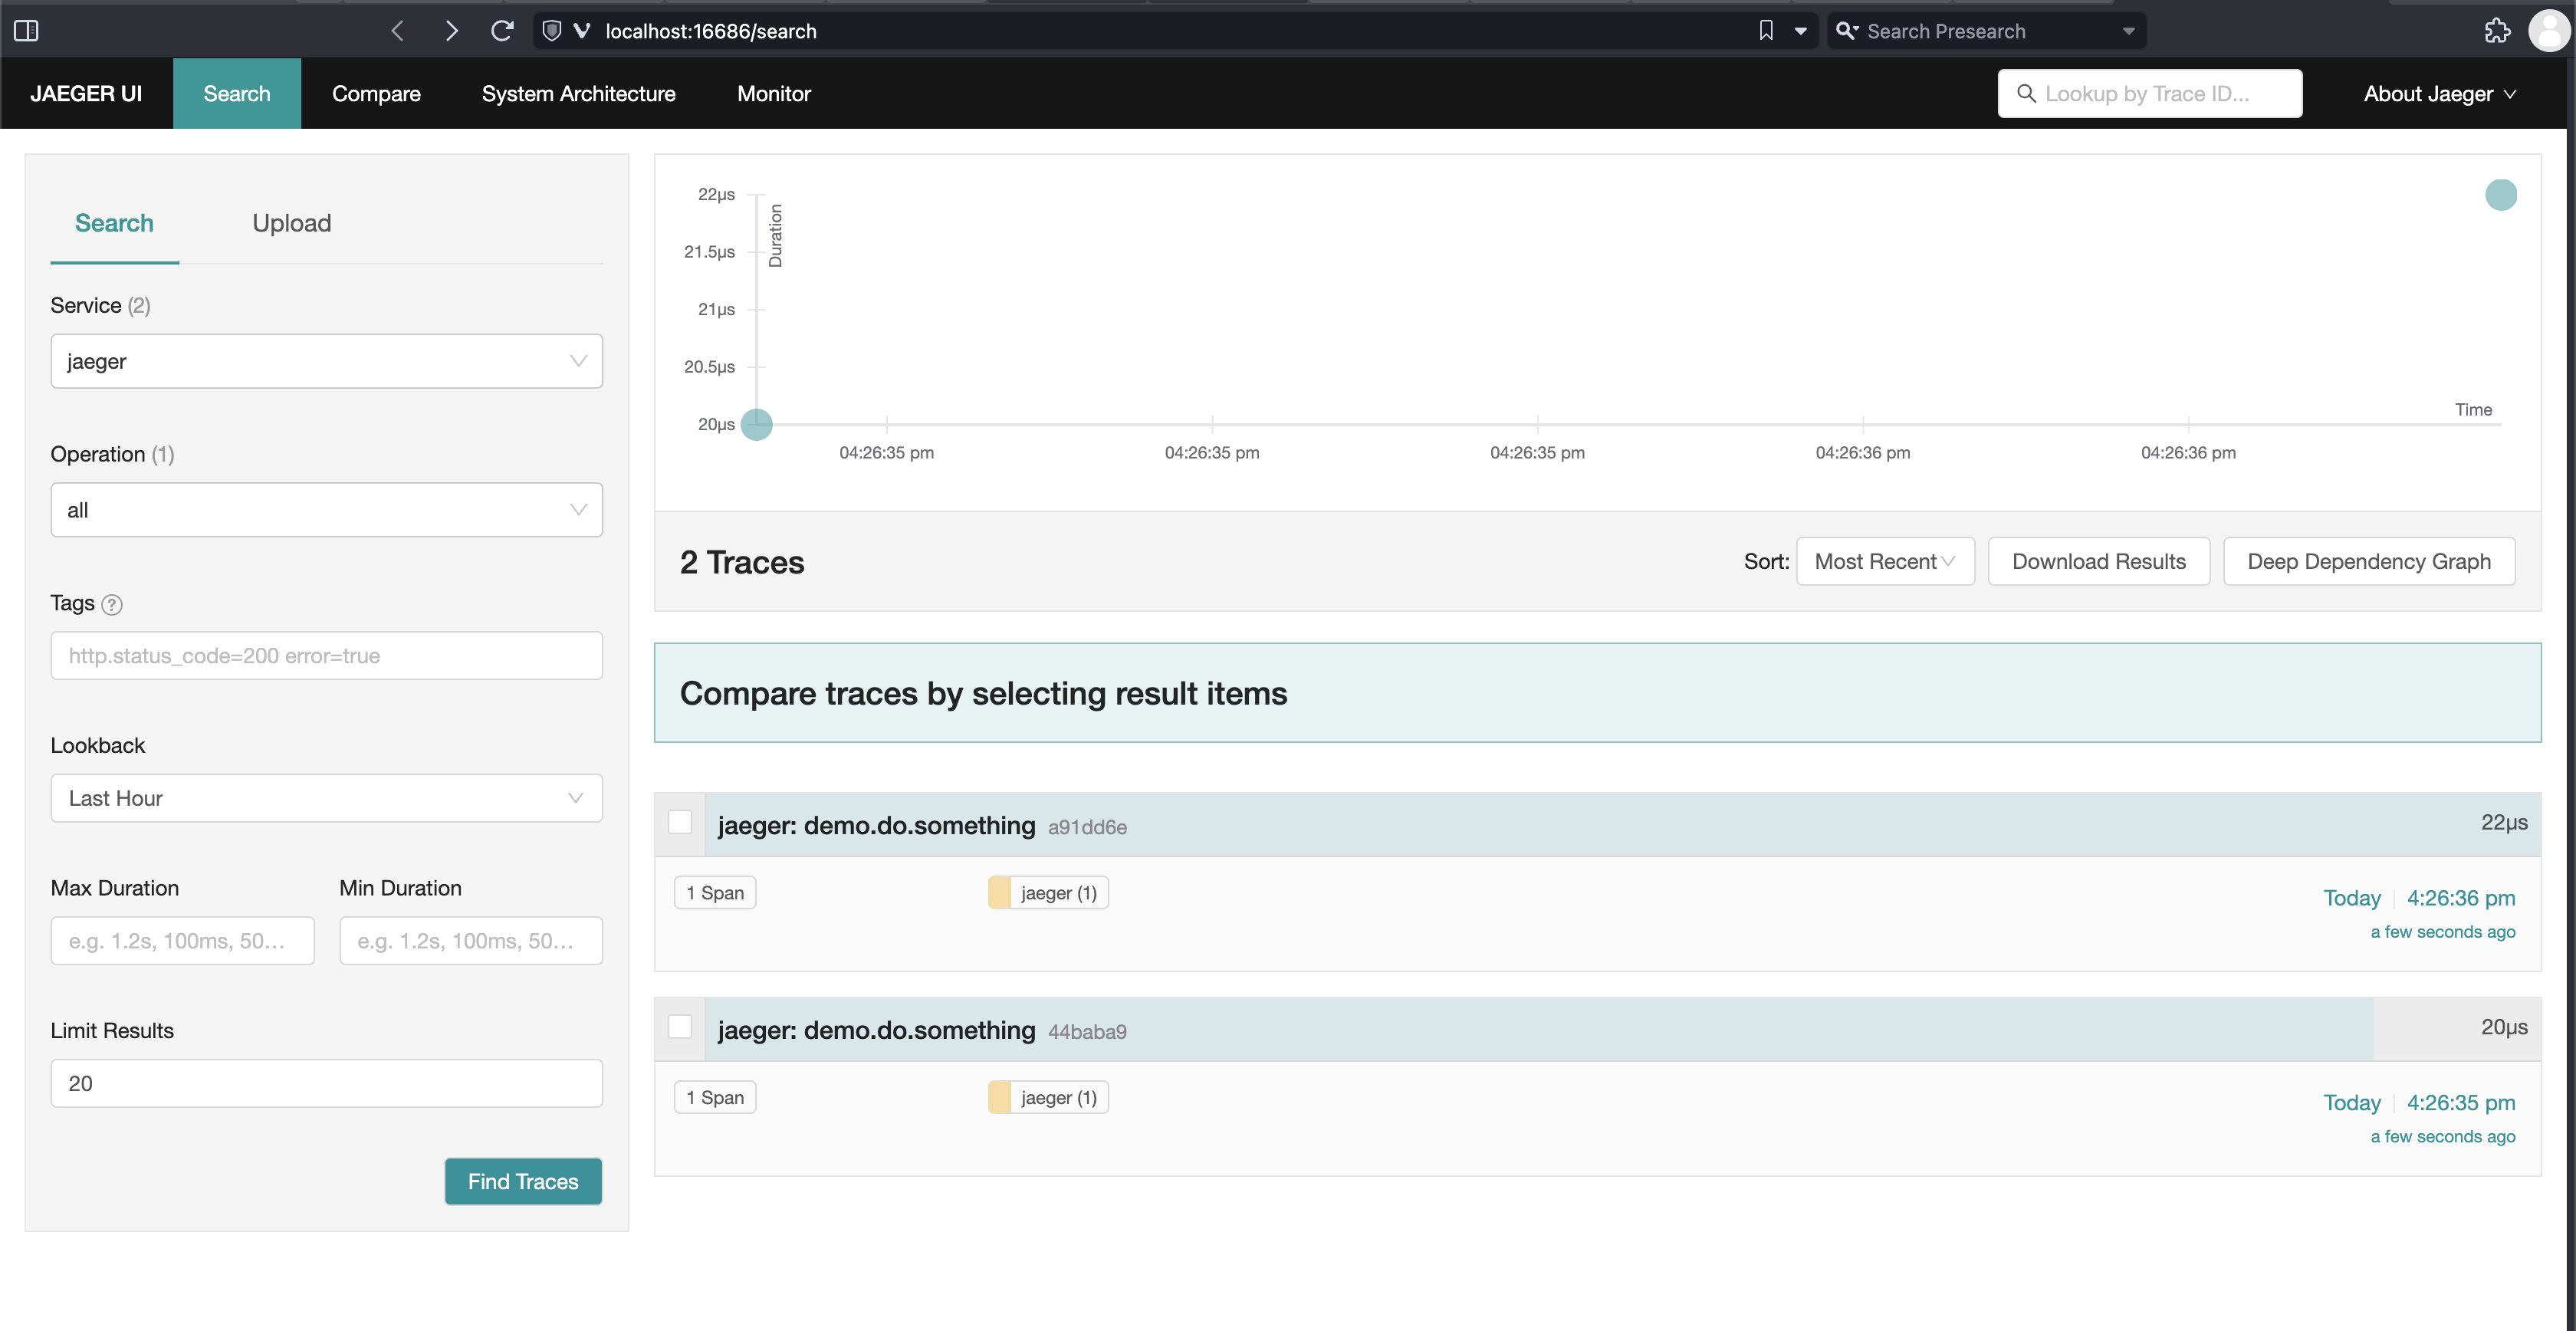 localhost:16686/search
Search Presearch
JAEGER UI
Search
Compare
System Architecture
Monitor
Lookup by Trace ID...
About Jaeger
Search
Upload
Service (2)
jaeger
Operation (1)
all
Tags ?
http.status_code=200 error=true
Lookback
Last Hour
Max Duration
Min Duration
e.g. 1.2s, 100ms, 50...
e.g. 1.2s, 100ms, 50...
Limit Results
20
Find Traces
22μs
21.5μs
21μs
20.5μs
20μs
Duration
Time
04:26:35 pm
04:26:35 pm
04:26:35 pm
04:26:36 pm
04:26:36 pm
2 Traces
Sort:
Most Recent
Download Results
Deep Dependency Graph
Compare traces by selecting result items
jaeger: demo.do.something a91dd6e
22μs
1 Span
jaeger (1)
Today
4:26:36 pm
a few seconds ago
jaeger: demo.do.something 44baba9
20μs
1 Span
jaeger (1)
Today
4:26:35 pm
a few seconds ago